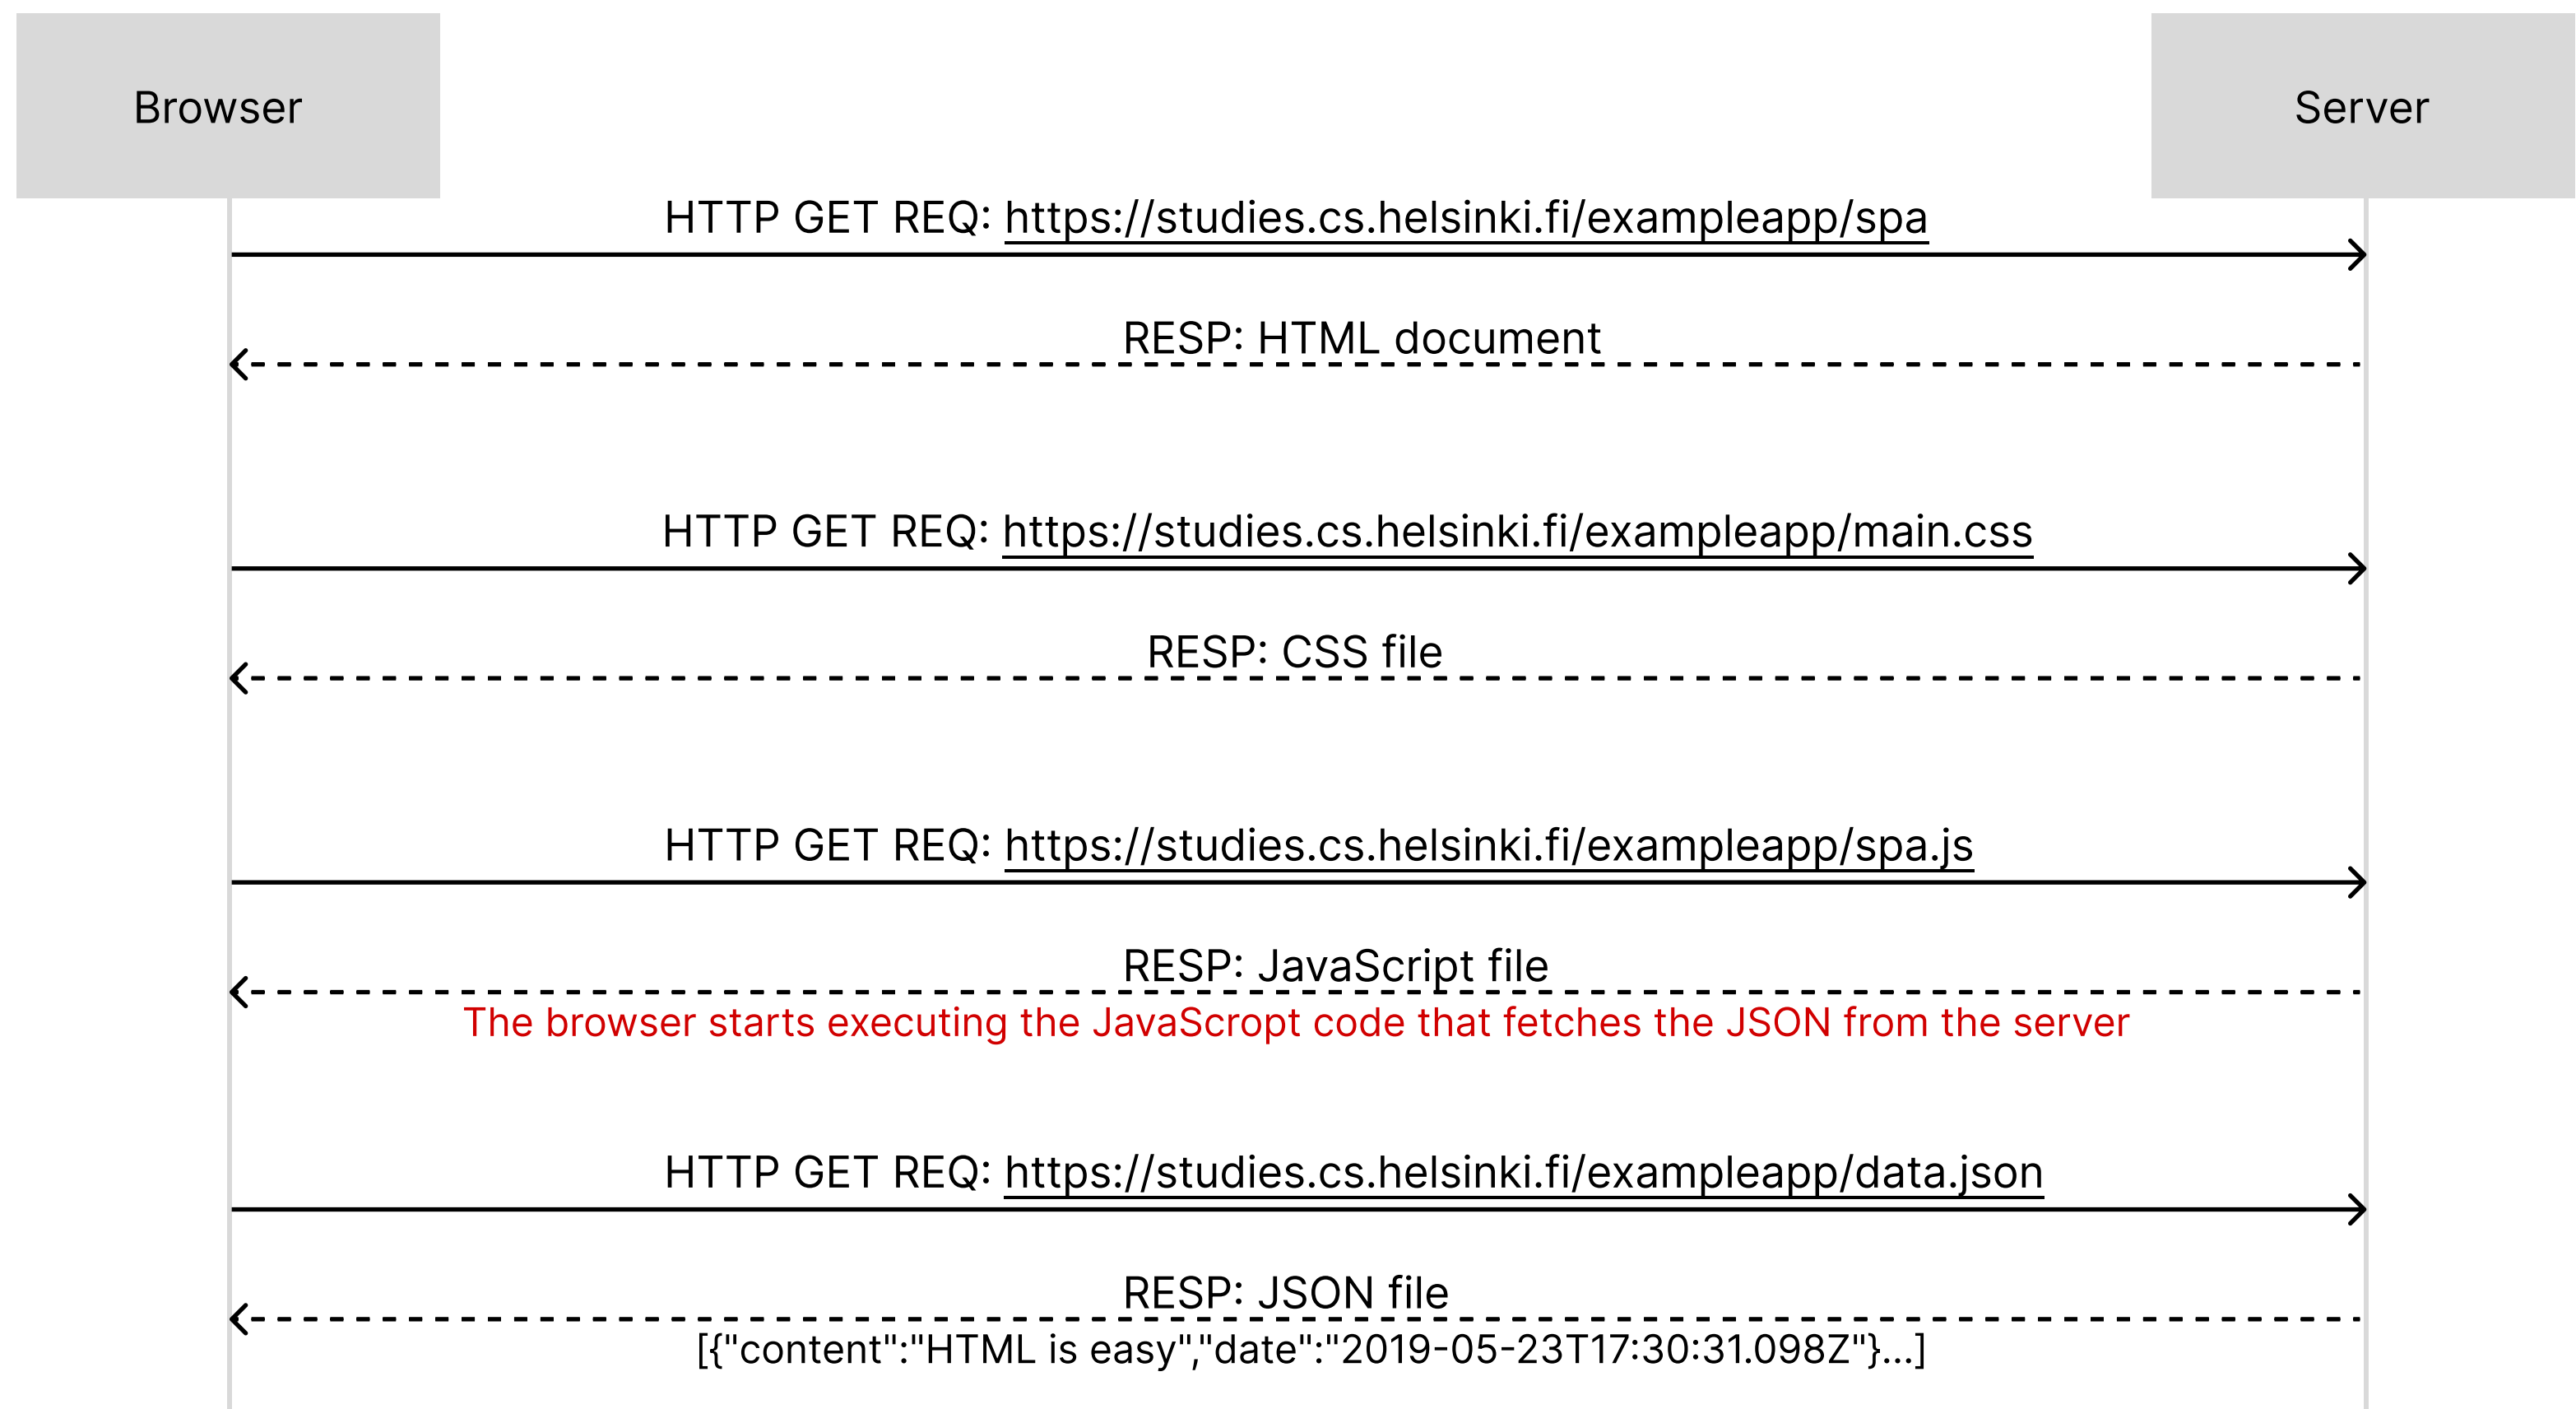 Browser
Server
HTTP GET REQ: https://studies.cs.helsinki.fi/exampleapp/spa
RESP: HTML document
HTTP GET REQ: https://studies.cs.helsinki.fi/exampleapp/main.css
RESP: CSS file
HTTP GET REQ: https://studies.cs.helsinki.fi/exampleapp/spa.js
RESP: JavaScript file
The browser starts executing the JavaScropt code that fetches the JSON from the server
HTTP GET REQ: https://studies.cs.helsinki.fi/exampleapp/data.json
RESP: JSON file
[{"content":"HTML is easy","date":"2019-05-23T17:30:31.098Z"}...]